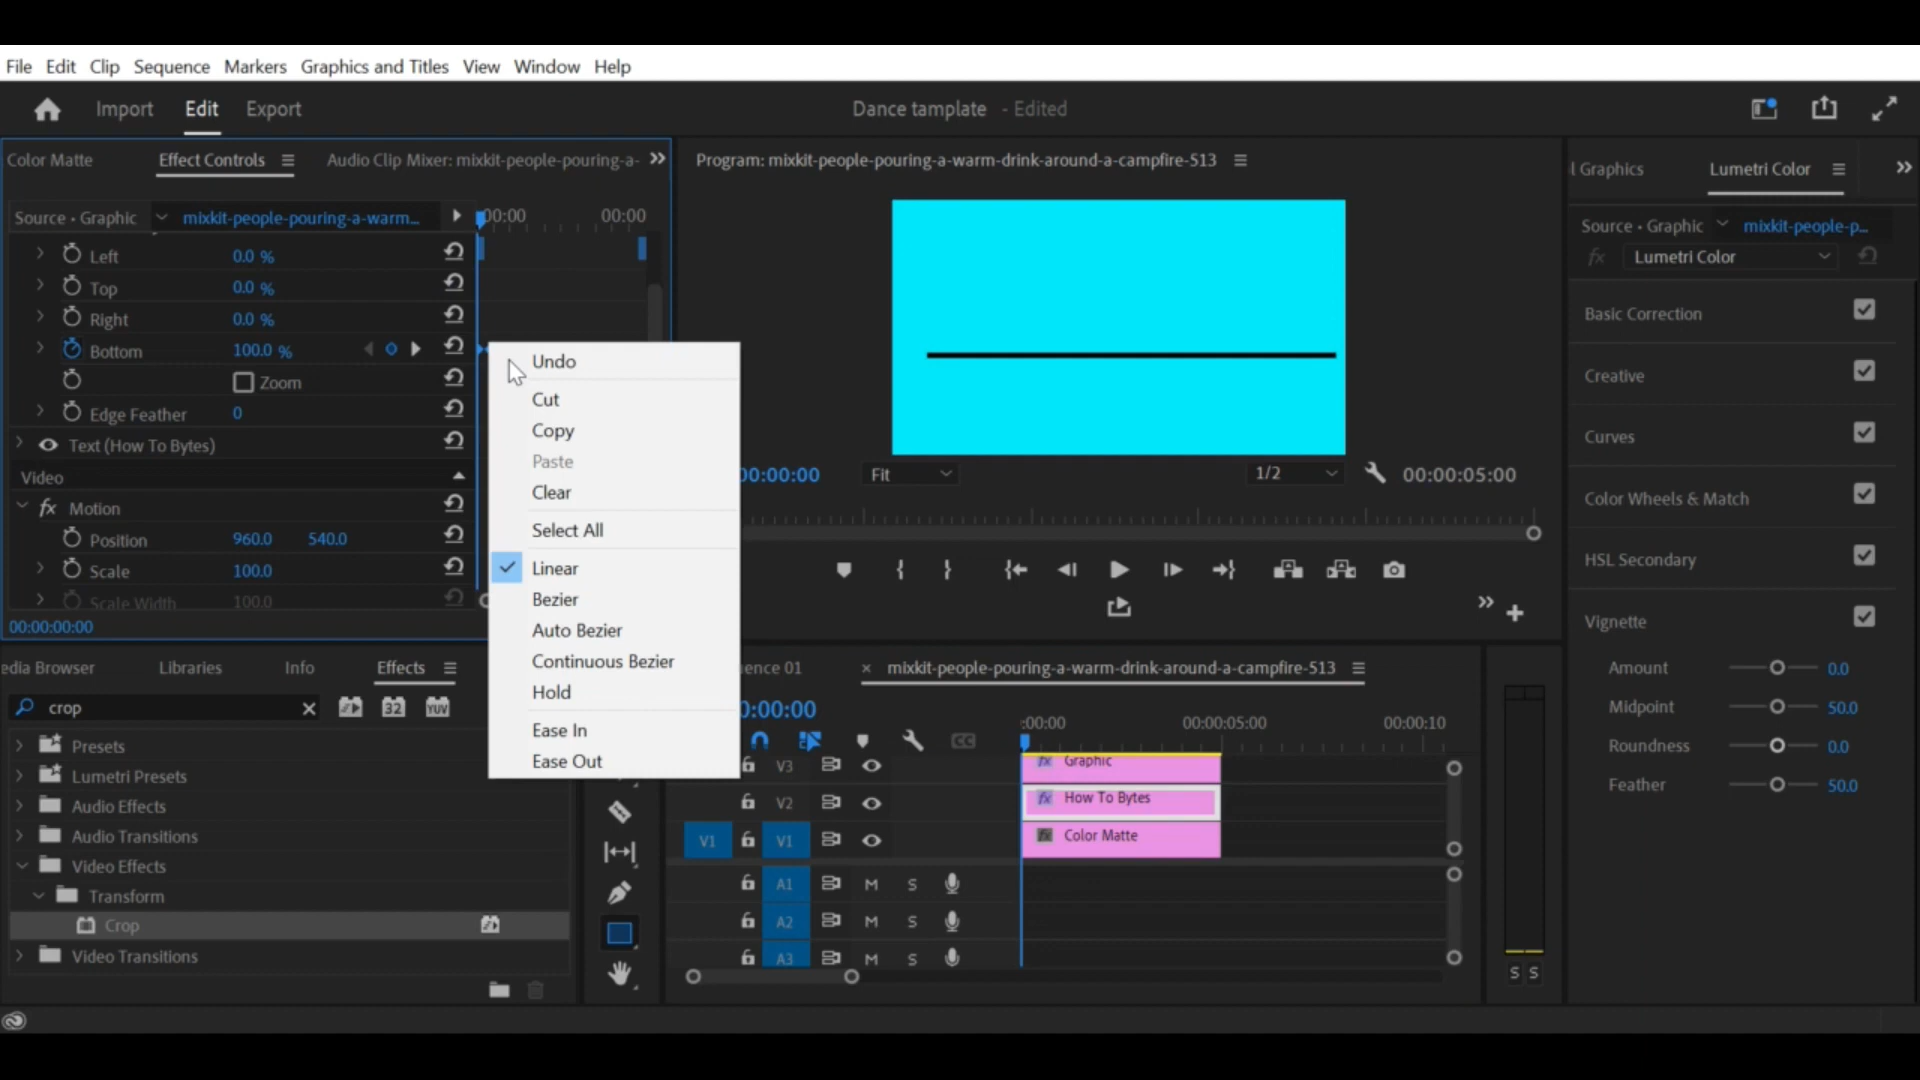 File Edit Clip Sequence Markers Graphics and Titles View Window Help
Import Edit Export Dance tamplate - Edited
Color Matte Effect Controls Audio Clip Mixer: mixkit-people-pouring-a-
Program: mixkit-people-pouring-a-warm-drink-around-a-campfire-513
l Graphics Lumetri Color
Source • Graphic mixkit-people-pouring-a-warm... 00:00 00:00
Left 0.0 %
Top 0.0 %
Right 0.0 %
Bottom 100.0 %
Zoom
Edge Feather 0
Text (How To Bytes)
Video
fx Motion
Position 960.0 540.0
Scale 100.0
Scale Width 100.0
00:00:00:00
Undo
Cut
Copy
Paste
Clear
Select All
Linear
Bezier
Auto Bezier
Continuous Bezier
Hold
Ease In
Ease Out
00:00:00 Fit 1/2 00:00:05:00
Source • Graphic mixkit-people-p...
fx Lumetri Color
Basic Correction
Creative
Curves
Color Wheels & Match
HSL Secondary
Vignette
Amount 0.0
Midpoint 50.0
Roundness 0.0
Feather 50.0
edia Browser Libraries Info Effects
crop 32 YUV
Presets
Lumetri Presets
Audio Effects
Audio Transitions
Video Effects
Transform
Crop
Video Transitions
ence 01 × mixkit-people-pouring-a-warm-drink-around-a-campfire-513
0:00:00 :00:00 00:00:05:00 00:00:10
CC
V3 fx Graphic
V2 fx How To Bytes
V1 V1 fx Color Matte
A1 M S
A2 M S
A3 M S
S S